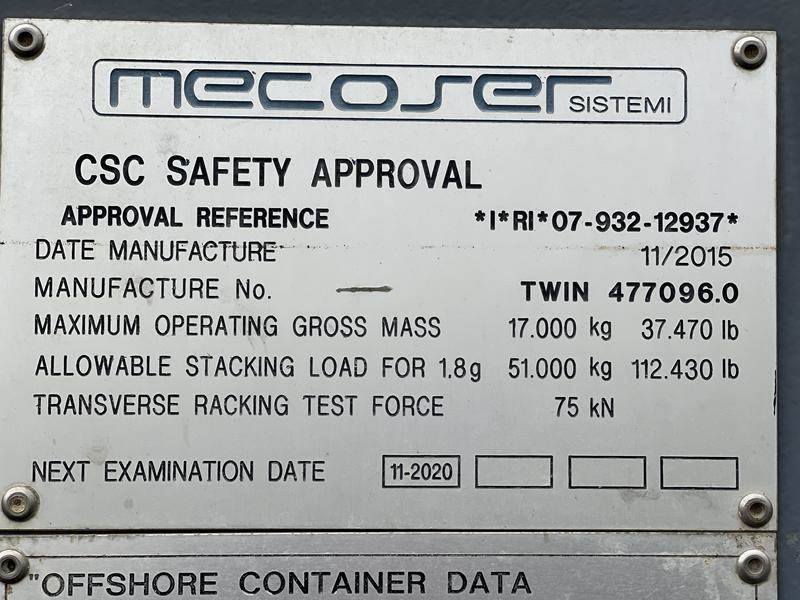 mecoser SISTEMI
CSC SAFETY APPROVAL
APPROVAL REFERENCE *I*RI*07-932-12937*
DATE MANUFACTURE 11/2015
MANUFACTURE No. TWIN 477096.0
MAXIMUM OPERATING GROSS MASS 17.000 kg 37.470 lb
ALLOWABLE STACKING LOAD FOR 1.8g 51.000 kg 112.430 lb
TRANSVERSE RACKING TEST FORCE 75 kN
NEXT EXAMINATION DATE 11-2020
"OFFSHORE CONTAINER DATA